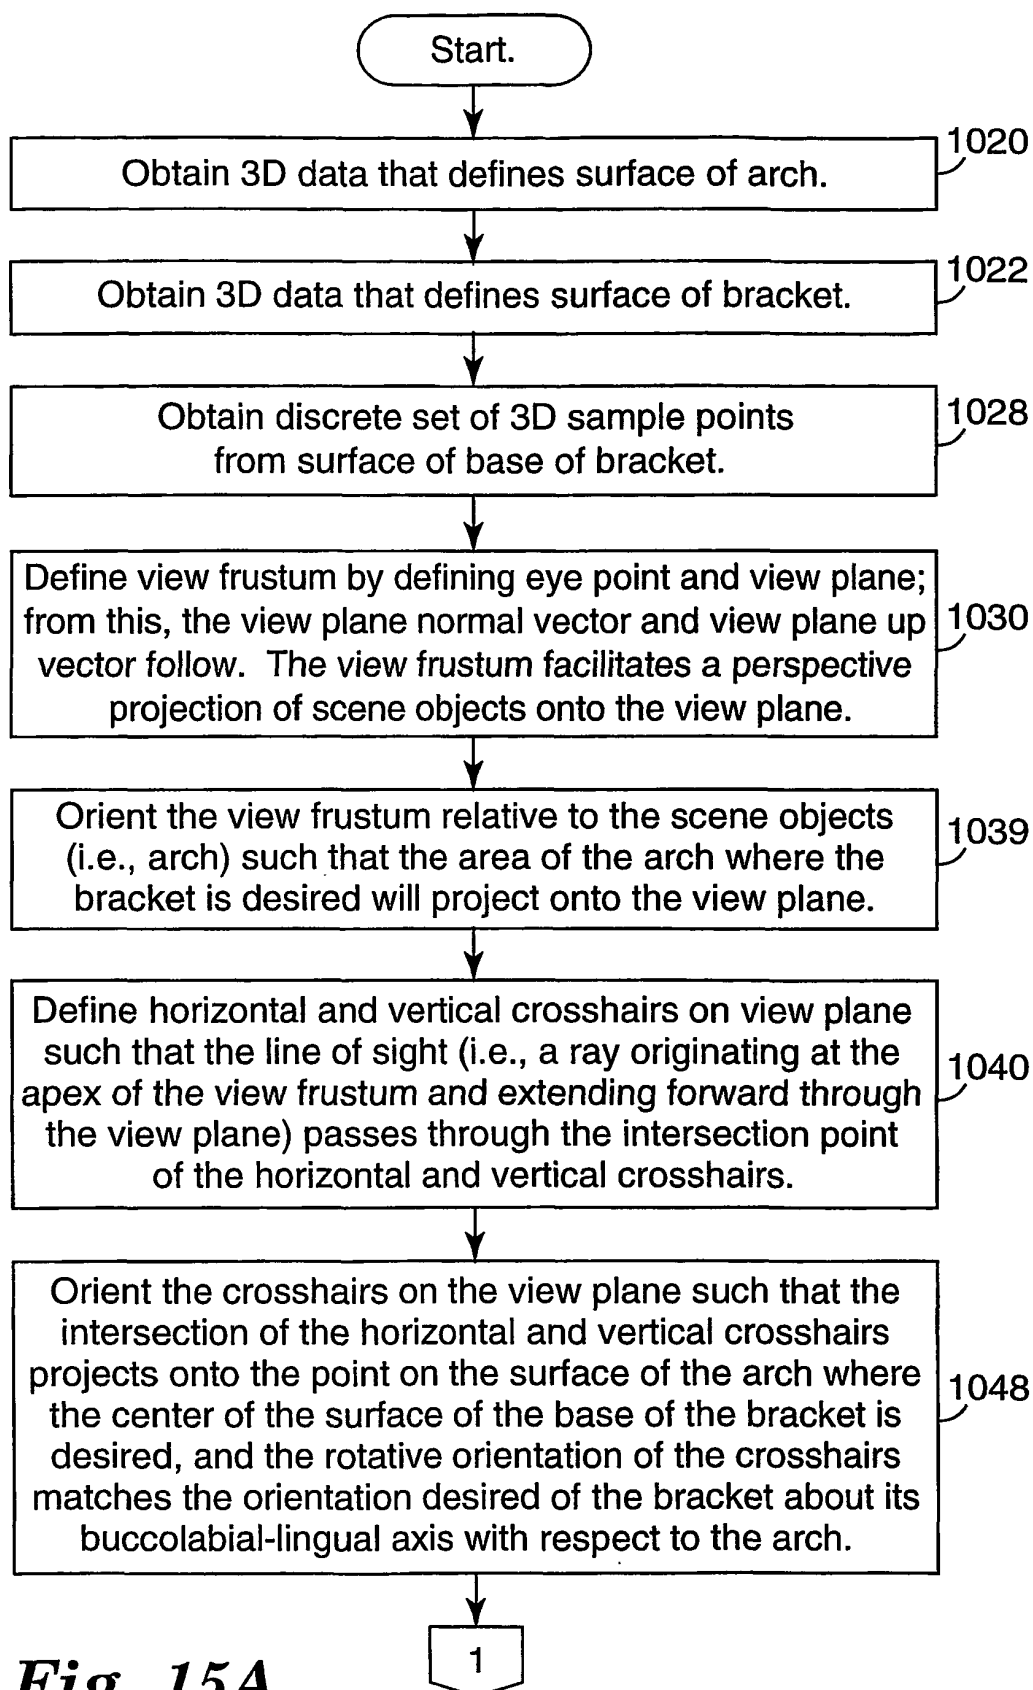 Start.
Obtain 3D data that defines surface of arch.
1020
Obtain 3D data that defines surface of bracket.
1022
Obtain discrete set of 3D sample points
from surface of base of bracket.
1028
Define view frustum by defining eye point and view plane;
from this, the view plane normal vector and view plane up
vector follow. The view frustum facilitates a perspective
projection of scene objects onto the view plane.
1030
Orient the view frustum relative to the scene objects
(i.e., arch) such that the area of the arch where the
bracket is desired will project onto the view plane.
1039
Define horizontal and vertical crosshairs on view plane
such that the line of sight (i.e., a ray originating at the
apex of the view frustum and extending forward through
the view plane) passes through the intersection point
of the horizontal and vertical crosshairs.
1040
Orient the crosshairs on the view plane such that the
intersection of the horizontal and vertical crosshairs
projects onto the point on the surface of the arch where
the center of the surface of the base of the bracket is
desired, and the rotative orientation of the crosshairs
matches the orientation desired of the bracket about its
buccolabial-lingual axis with respect to the arch.
1048
1
Fig. 15A